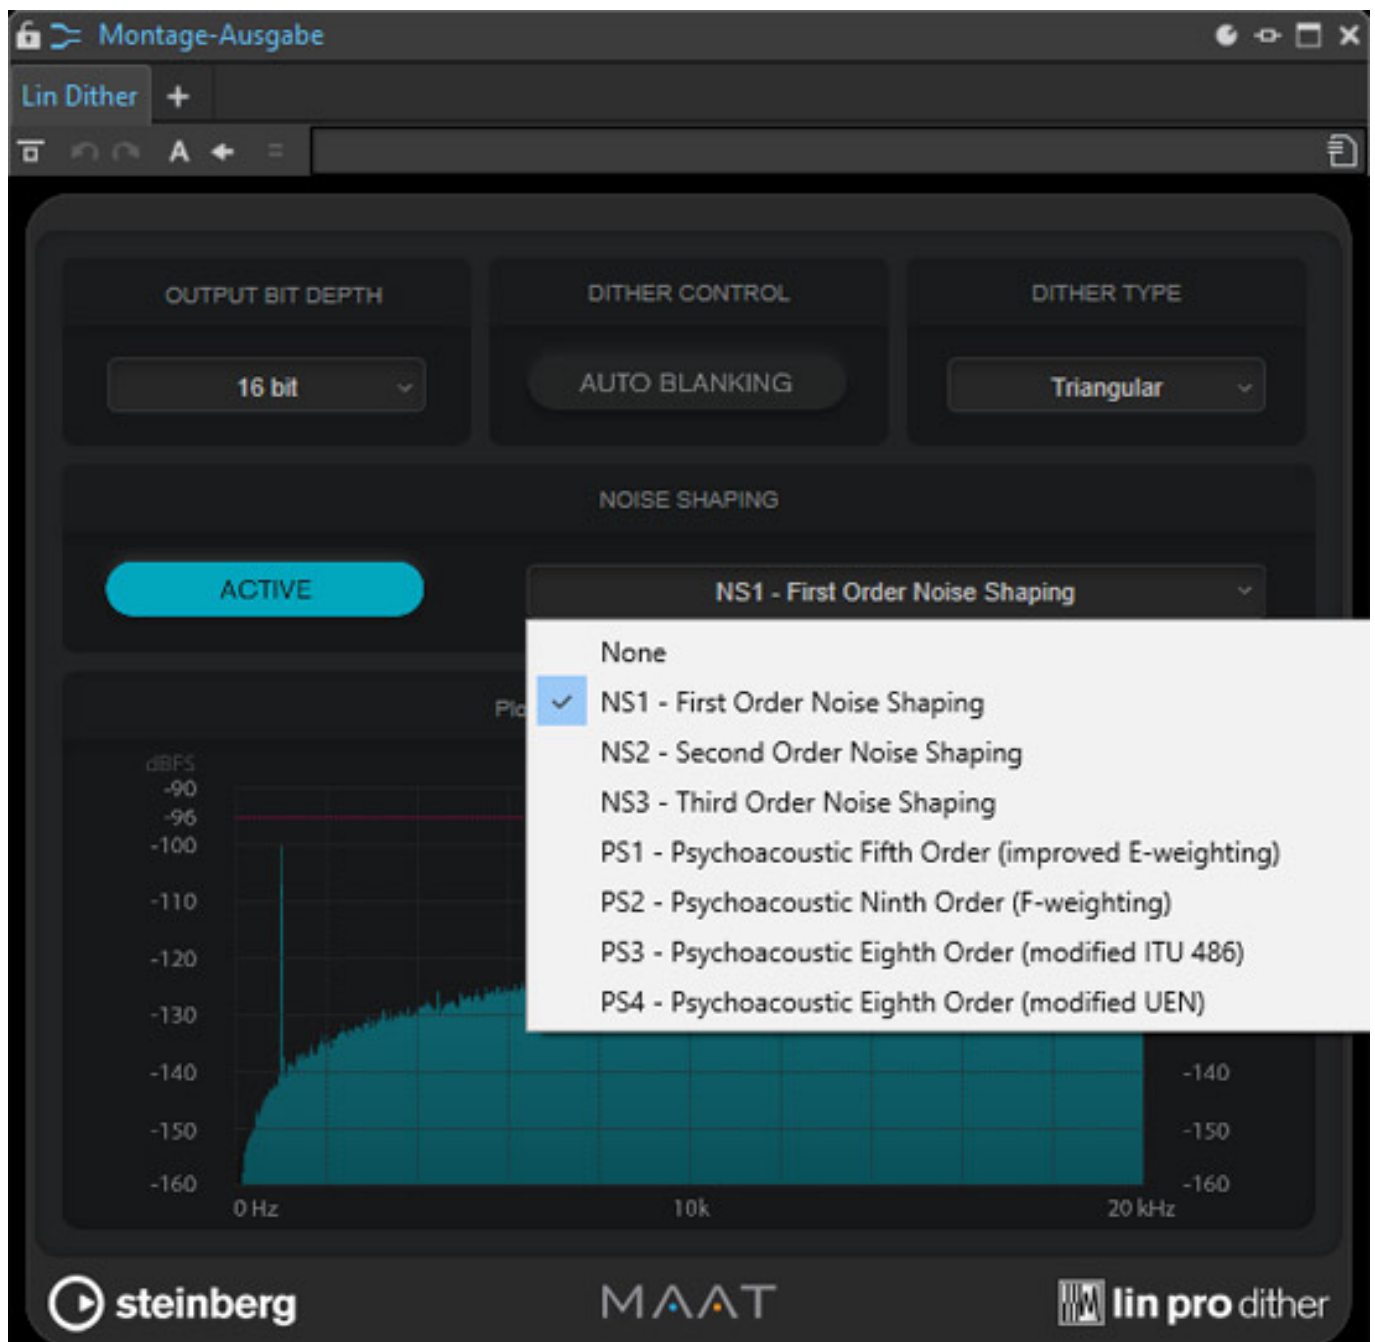 Montage-Ausgabe
Lin Dither +
A
OUTPUT BIT DEPTH DITHER CONTROL DITHER TYPE
16 bit AUTO BLANKING Triangular
NOISE SHAPING
ACTIVE NS1 - First Order Noise Shaping
None
NS1 - First Order Noise Shaping
NS2 - Second Order Noise Shaping
NS3 - Third Order Noise Shaping
PS1 - Psychoacoustic Fifth Order (improved E-weighting)
PS2 - Psychoacoustic Ninth Order (F-weighting)
PS3 - Psychoacoustic Eighth Order (modified ITU 486)
PS4 - Psychoacoustic Eighth Order (modified UEN)
dBFS
-90
-96
-100
-110
-120
-130
-140 -140
-150 -150
-160 -160
0 Hz 10k 20 kHz
steinberg MAAT lin pro dither